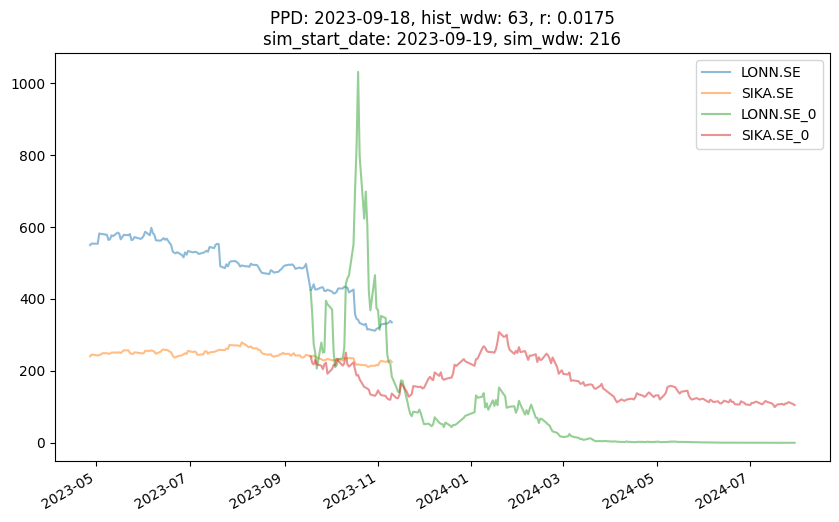 PPD: 2023-09-18, hist_wdw: 63, r: 0.0175
sim_start_date: 2023-09-19, sim_wdw: 216
LONN.SE
SIKA.SE
LONN.SE_0
SIKA.SE_0
1000
800
600
400
200
0
2023-05
2023-07
2023-09
2023-11
2024-01
2024-03
2024-05
2024-07